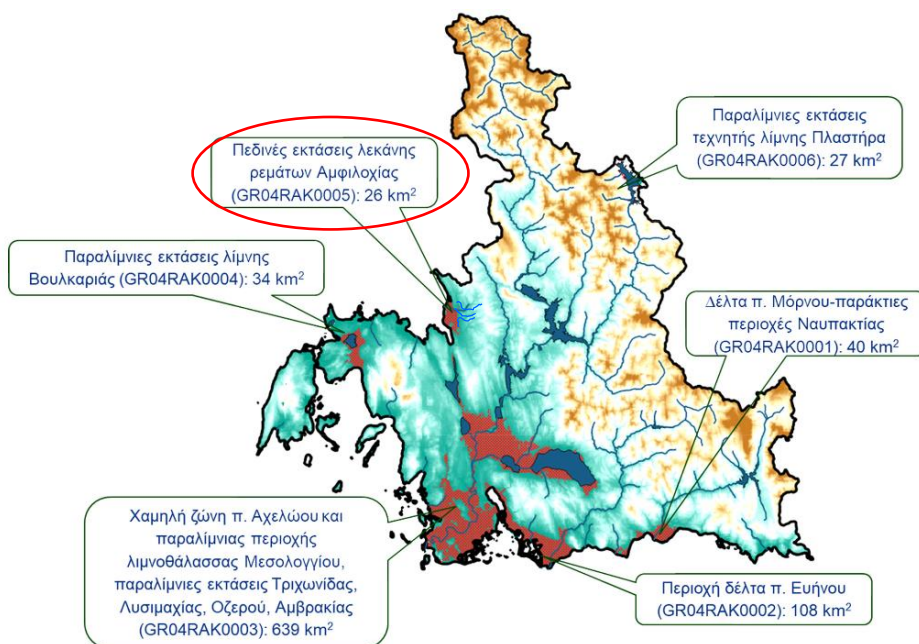 Παραλίμνιες εκτάσεις
τεχνητής λίμνης Πλαστήρα
(GR04RAK0006): 27 km²
Πεδινές εκτάσεις λεκάνης
ρεμάτων Αμφιλοχίας
(GR04RAK0005): 26 km²
Παραλίμνιες εκτάσεις λίμνης
Βουλκαριάς (GR04RAK0004): 34 km²
Δέλτα π. Μόρνου-παράκτιες
περιοχές Ναυπακτίας
(GR04RAK0001): 40 km²
Χαμηλή ζώνη π. Αχελώου και
παραλίμνιας περιοχής
λιμνοθάλασσας Μεσολογγίου,
παραλίμνιες εκτάσεις Τριχωνίδας,
Λυσιμαχίας, Οζερού, Αμβρακίας
(GR04RAK0003): 639 km²
Περιοχή δέλτα π. Ευήνου
(GR04RAK0002): 108 km²